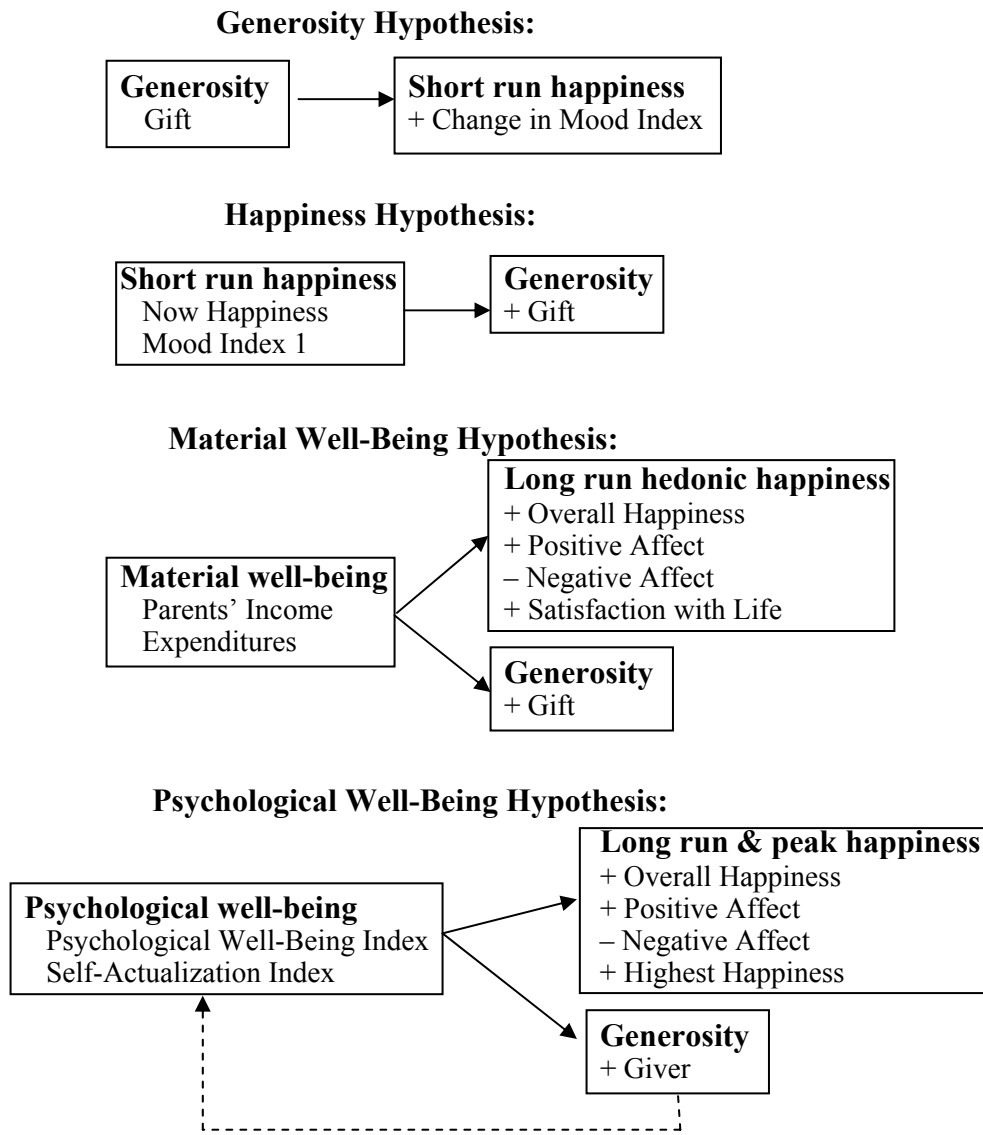 Generosity Hypothesis:
Generosity
Gift
Short run happiness
+ Change in Mood Index
Happiness Hypothesis:
Short run happiness
Now Happiness
Mood Index 1
Generosity
+ Gift
Material Well-Being Hypothesis:
Material well-being
Parents’ Income
Expenditures
Long run hedonic happiness
+ Overall Happiness
+ Positive Affect
– Negative Affect
+ Satisfaction with Life
Generosity
+ Gift
Psychological Well-Being Hypothesis:
Psychological well-being
Psychological Well-Being Index
Self-Actualization Index
Long run & peak happiness
+ Overall Happiness
+ Positive Affect
– Negative Affect
+ Highest Happiness
Generosity
+ Giver